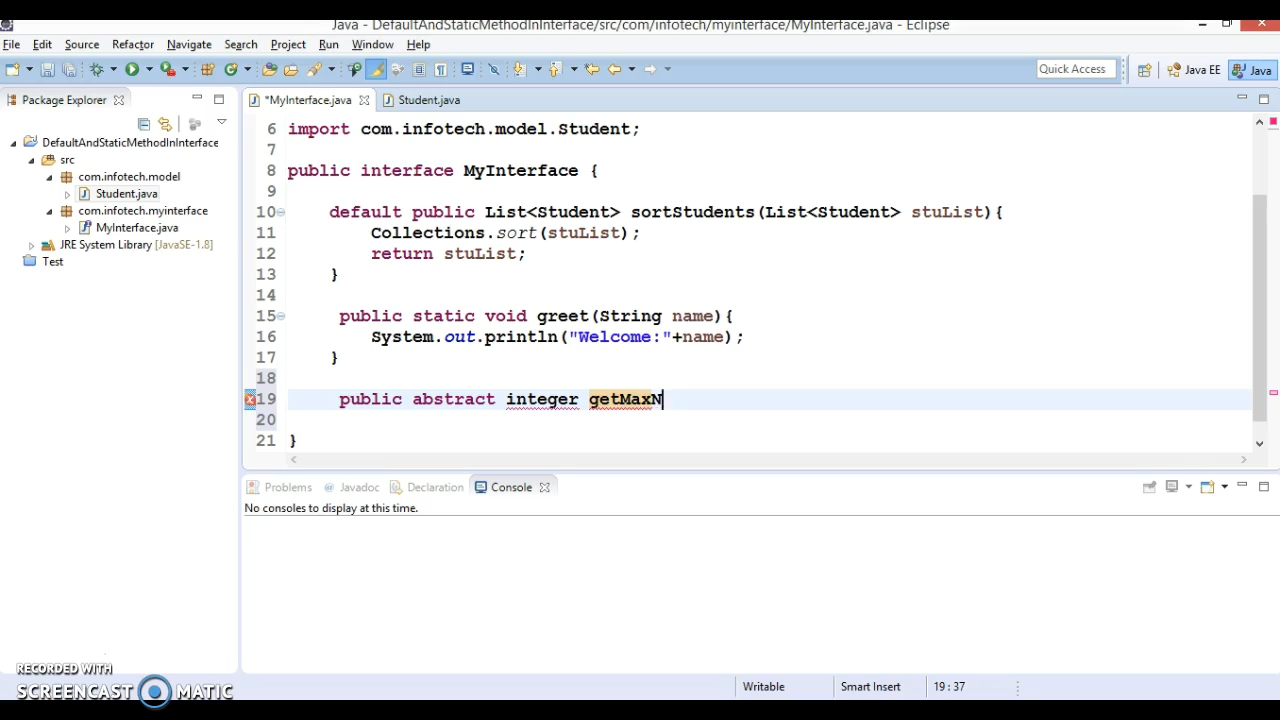 Java - DefaultAndStaticMethodInInterface/src/com/infotech/myinterface/MyInterface.java - Eclipse
File Edit Source Refactor Navigate Search Project Run Window Help
Quick Access Java EE Java
Package Explorer
*MyInterface.java Student.java
DefaultAndStaticMethodInInterface
src
com.infotech.model
Student.java
com.infotech.myinterface
MyInterface.java
JRE System Library [JavaSE-1.8]
Test
6 import com.infotech.model.Student;
7
8 public interface MyInterface {
9
10 default public List<Student> sortStudents(List<Student> stuList){
11 Collections.sort(stuList);
12 return stuList;
13 }
14
15 public static void greet(String name){
16 System.out.println("Welcome:"+name);
17 }
18
19 public abstract integer getMaxN
20
21 }
Problems Javadoc Declaration Console
No consoles to display at this time.
Writable Smart Insert 19 : 37
RECORDED WITH
SCREENCAST MATIC